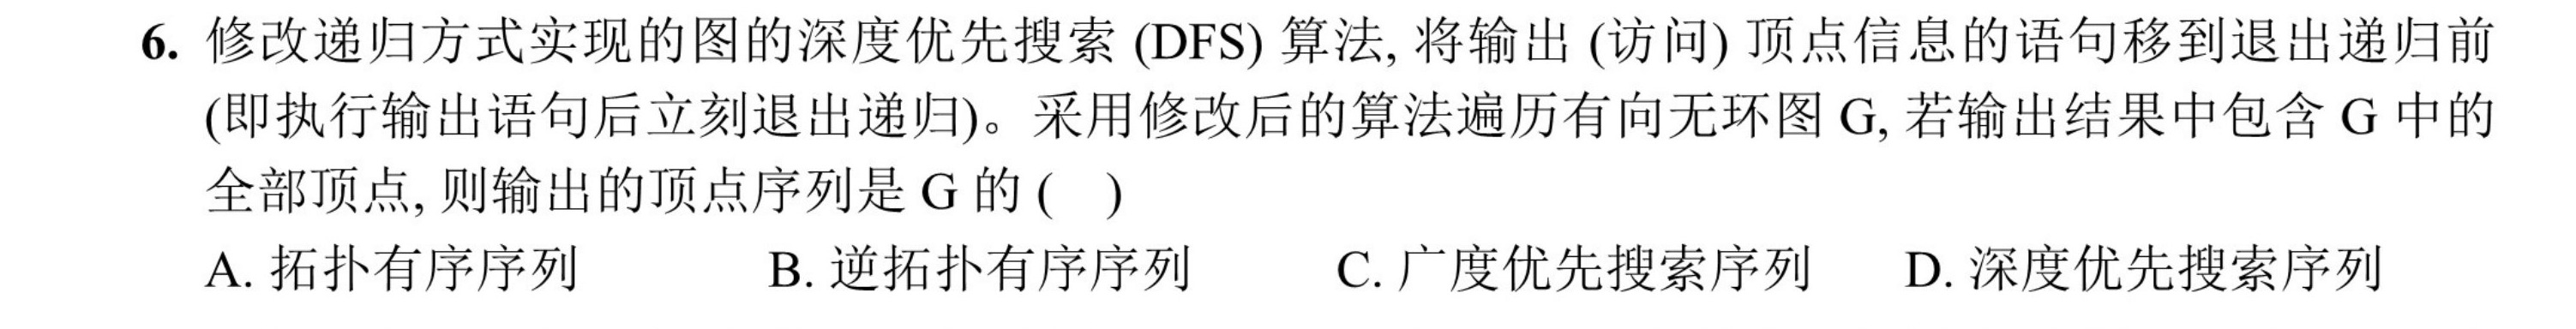 6. 修改递归方式实现的图的深度优先搜索 (DFS) 算法, 将输出 (访问) 顶点信息的语句移到退出递归前
(即执行输出语句后立刻退出递归)。采用修改后的算法遍历有向无环图 G, 若输出结果中包含 G 中的
全部顶点, 则输出的顶点序列是 G 的 ( )
A. 拓扑有序序列 B. 逆拓扑有序序列 C. 广度优先搜索序列 D. 深度优先搜索序列